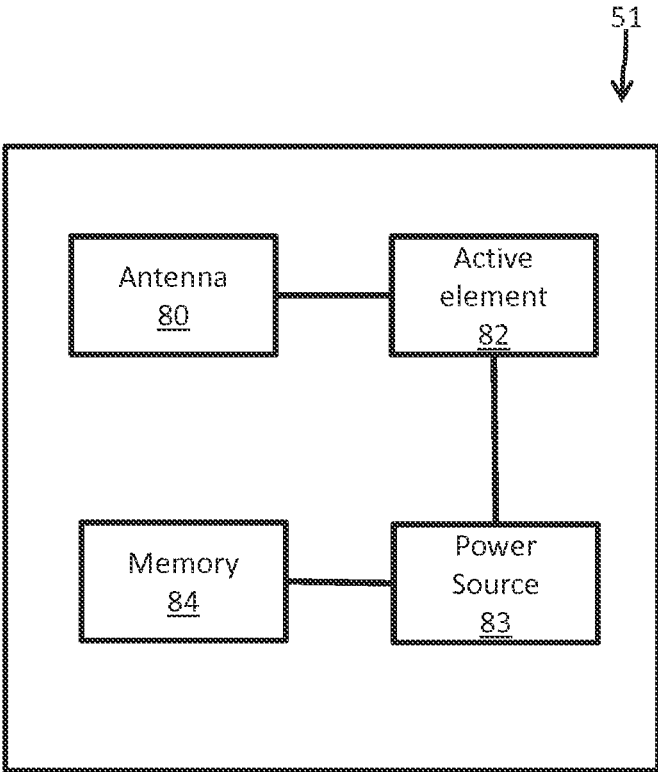 51
Antenna
80
Active
element
82
Memory
84
Power
Source
83